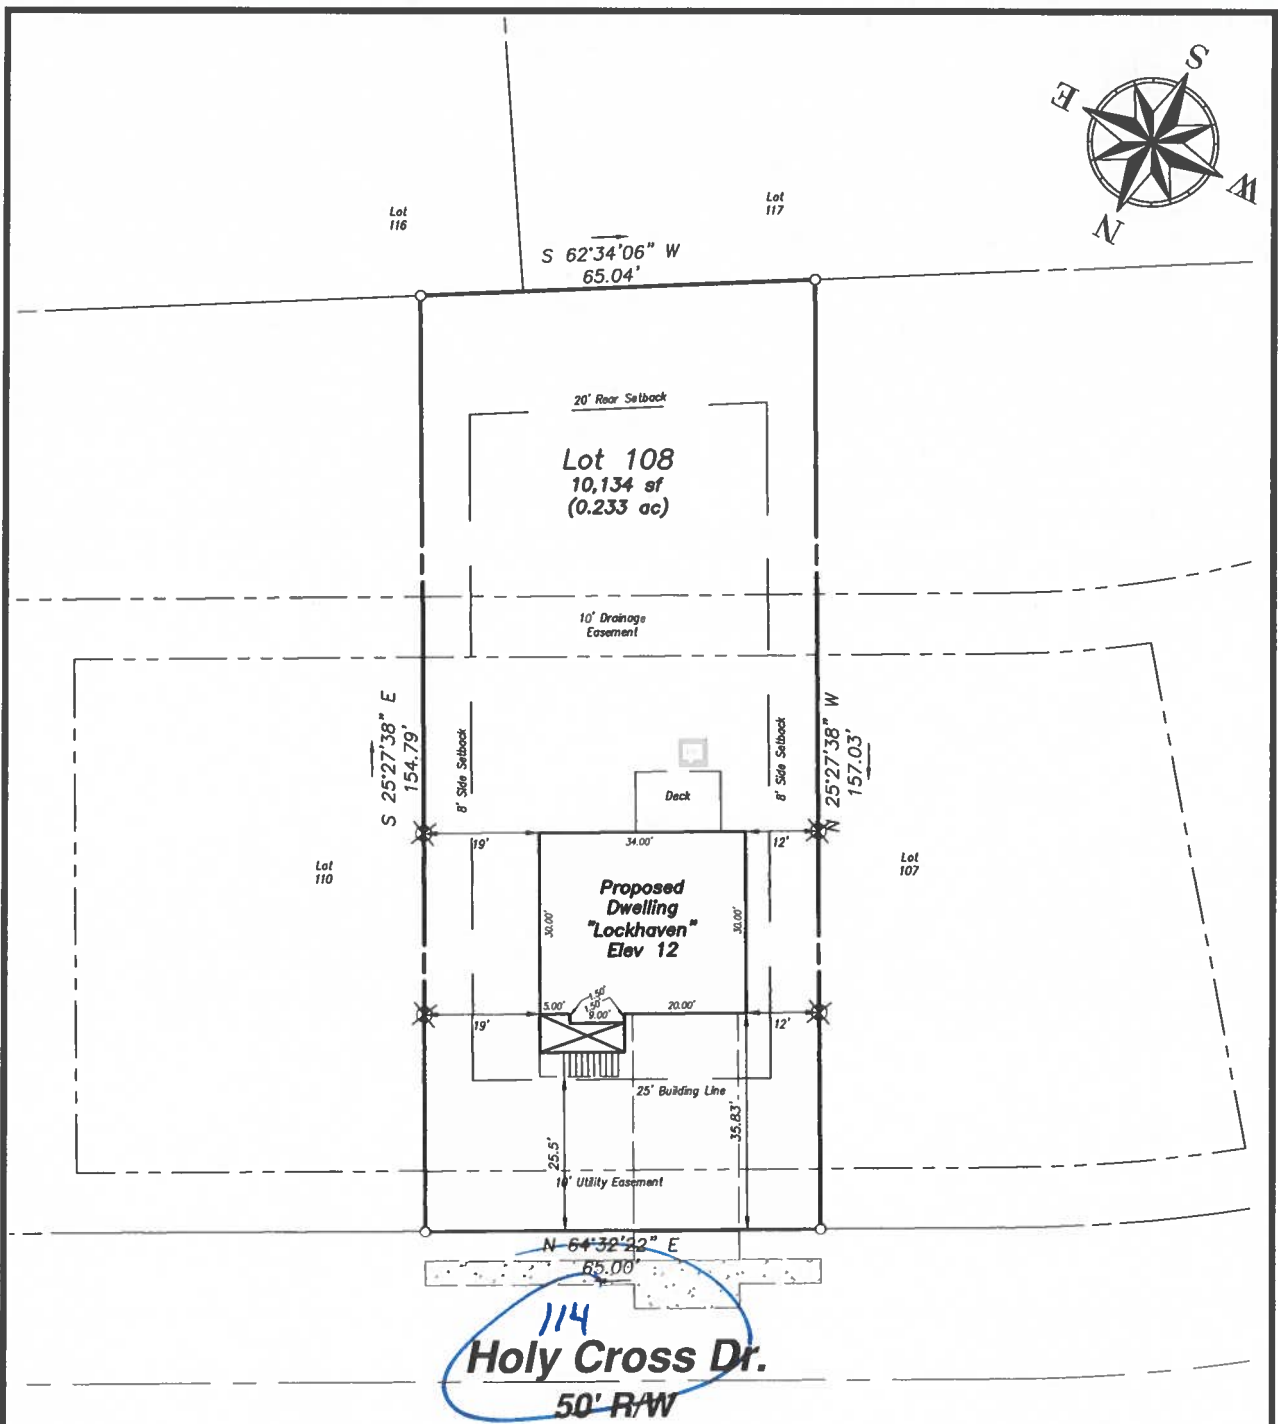 S
E
W
N
Lot
116
Lot
117
S 62°34'06" W
65.04'
20' Rear Setback
Lot 108
10,134 sf
(0.233 ac)
10' Drainage
Easement
S 25°27'38" E
154.79'
8' Side Setback
8' Side Setback
N 25°27'38" W
157.03'
Deck
19'
34.00'
12'
Lot
110
Lot
107
Proposed
Dwelling
"Lockhaven"
Elev 12
30.00'
30.00'
5.00'
1.50'
1.50'
9.00'
20.00'
19'
12'
25' Building Line
25.5'
35.83'
10' Utility Easement
N 64°32'22" E
65.00'
114
Holy Cross Dr.
50' R/W